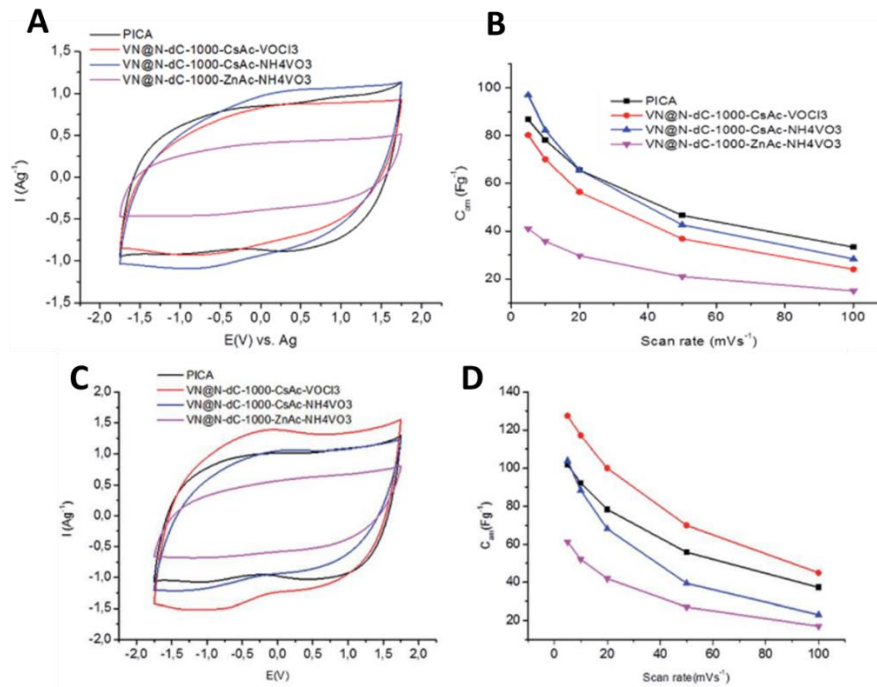 A
PICA
VN@N-dC-1000-CsAc-VOCl3
VN@N-dC-1000-CsAc-NH4VO3
VN@N-dC-1000-ZnAc-NH4VO3
1,5
1,0
0,5
0,0
-0,5
-1,0
-1,5
I (Ag-1)
-2,0 -1,5 -1,0 -0,5 0,0 0,5 1,0 1,5 2,0
E(V) vs. Ag
B
PICA
VN@N-dC-1000-CsAc-VOCl3
VN@N-dC-1000-CsAc-NH4VO3
VN@N-dC-1000-ZnAc-NH4VO3
100
80
60
40
20
Cam (Fg-1)
20 40 60 80 100
Scan rate (mVs-1)
C
PICA
VN@N-dC-1000-CsAc-VOCl3
VN@N-dC-1000-CsAc-NH4VO3
VN@N-dC-1000-ZnAc-NH4VO3
2,0
1,5
1,0
0,5
0,0
-0,5
-1,0
-1,5
-2,0
I (Ag-1)
-2,0 -1,5 -1,0 -0,5 0,0 0,5 1,0 1,5 2,0
E(V)
D
140
120
100
80
60
40
20
Cam(Fg-1)
20 40 60 80 100
Scan rate(mVs-1)